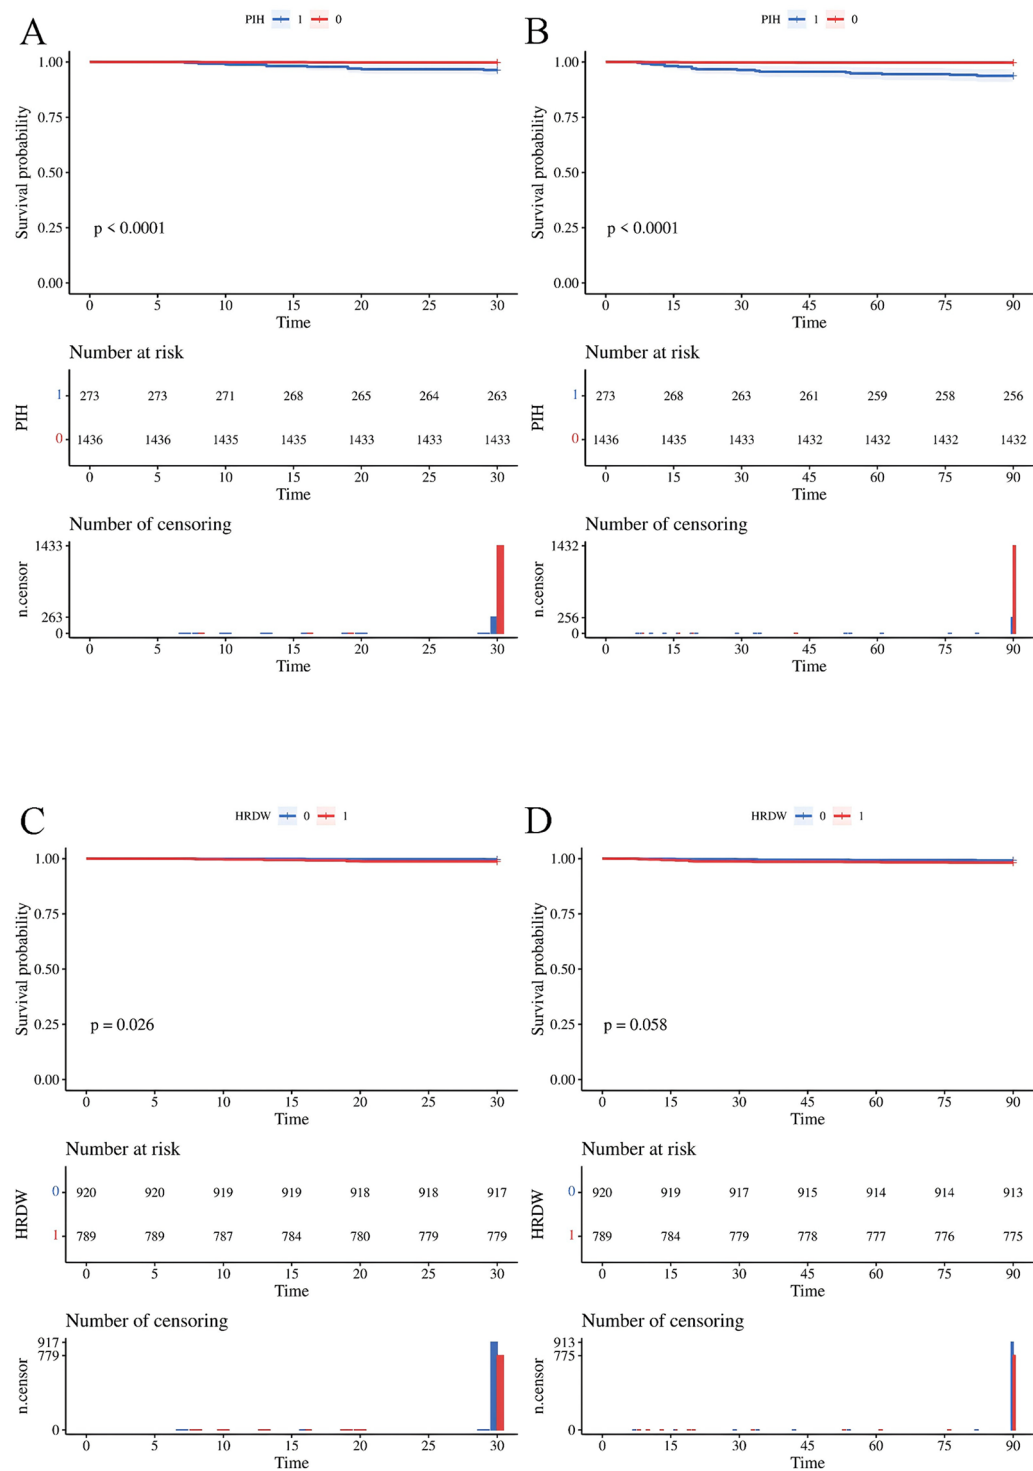 A
PIH 1 0
1.00
0.75
0.50
0.25
0.00
Survival probability
p < 0.0001
0 5 10 15 20 25 30
Time
Number at risk
PIH
1 273 273 271 268 265 264 263
0 1436 1436 1435 1435 1433 1433 1433
0 5 10 15 20 25 30
Time
Number of censoring
n.censor
1433
263
0
0 5 10 15 20 25 30
Time
B
PIH 1 0
1.00
0.75
0.50
0.25
0.00
Survival probability
p < 0.0001
0 15 30 45 60 75 90
Time
Number at risk
PIH
1 273 268 263 261 259 258 256
0 1436 1435 1433 1432 1432 1432 1432
0 15 30 45 60 75 90
Time
Number of censoring
n.censor
1432
256
0
0 15 30 45 60 75 90
Time
C
HRDW 0 1
1.00
0.75
0.50
0.25
0.00
Survival probability
p = 0.026
0 5 10 15 20 25 30
Time
Number at risk
HRDW
0 920 920 919 919 918 918 917
1 789 789 787 784 780 779 779
0 5 10 15 20 25 30
Time
Number of censoring
n.censor
917
779
0
0 5 10 15 20 25 30
Time
D
HRDW 0 1
1.00
0.75
0.50
0.25
0.00
Survival probability
p = 0.058
0 15 30 45 60 75 90
Time
Number at risk
HRDW
0 920 919 917 915 914 914 913
1 789 784 779 778 777 776 775
0 15 30 45 60 75 90
Time
Number of censoring
n.censor
913
775
0
0 15 30 45 60 75 90
Time